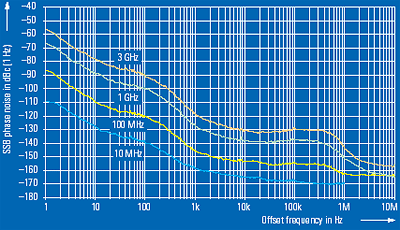 SSB phase noise in dBc (1 Hz)
−40
−50
−60
−70
−80
−90
−100
−110
−120
−130
−140
−150
−160
−170
−180
3 GHz
1 GHz
100 MHz
10 MHz
1 10 100 1k 10k 100k 1M 10M
Offset frequency in Hz